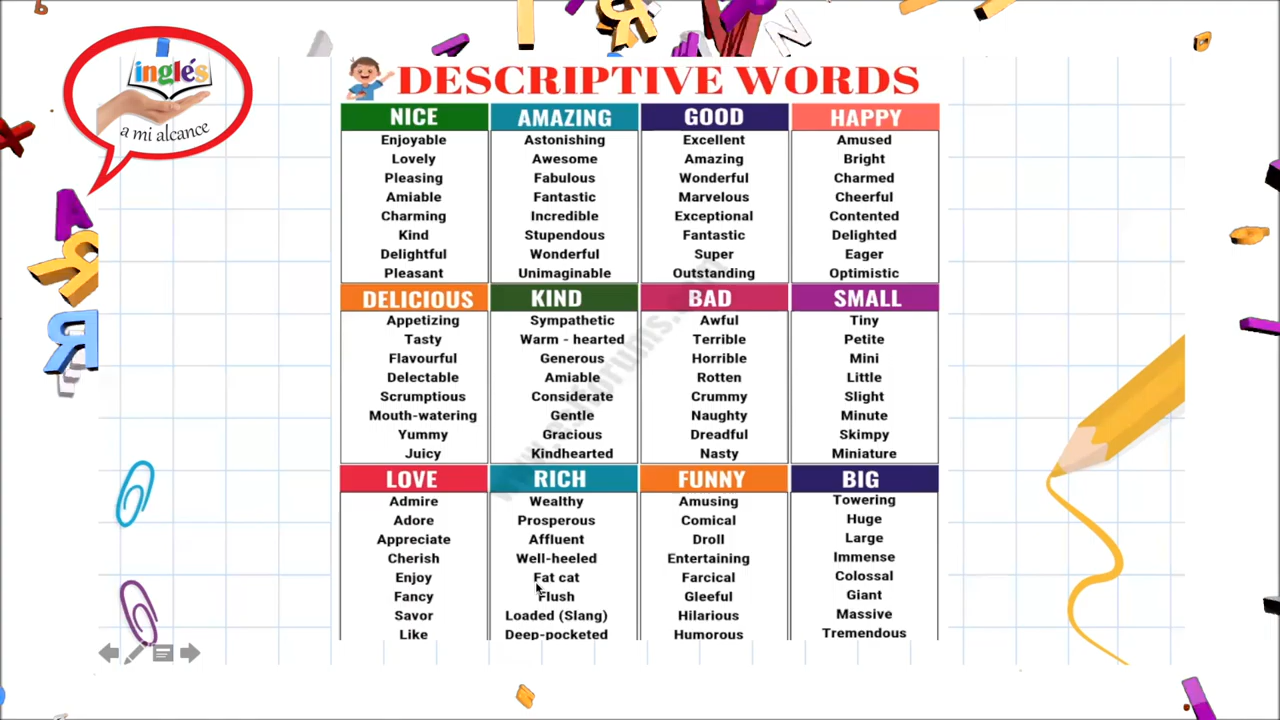 inglés
a mi alcance
DESCRIPTIVE WORDS
NICE
Enjoyable
Lovely
Pleasing
Amiable
Charming
Kind
Delightful
Pleasant
AMAZING
Astonishing
Awesome
Fabulous
Fantastic
Incredible
Stupendous
Wonderful
Unimaginable
GOOD
Excellent
Amazing
Wonderful
Marvelous
Exceptional
Fantastic
Super
Outstanding
HAPPY
Amused
Bright
Charmed
Cheerful
Contented
Delighted
Eager
Optimistic
DELICIOUS
Appetizing
Tasty
Flavourful
Delectable
Scrumptious
Mouth-watering
Yummy
Juicy
KIND
Sympathetic
Warm - hearted
Generous
Amiable
Considerate
Gentle
Gracious
Kindhearted
BAD
Awful
Terrible
Horrible
Rotten
Crummy
Naughty
Dreadful
Nasty
SMALL
Tiny
Petite
Mini
Little
Slight
Minute
Skimpy
Miniature
LOVE
Admire
Adore
Appreciate
Cherish
Enjoy
Fancy
Savor
Like
RICH
Wealthy
Prosperous
Affluent
Well-heeled
Fat cat
Flush
Loaded (Slang)
Deep-pocketed
FUNNY
Amusing
Comical
Droll
Entertaining
Farcical
Gleeful
Hilarious
Humorous
BIG
Towering
Huge
Large
Immense
Colossal
Giant
Massive
Tremendous